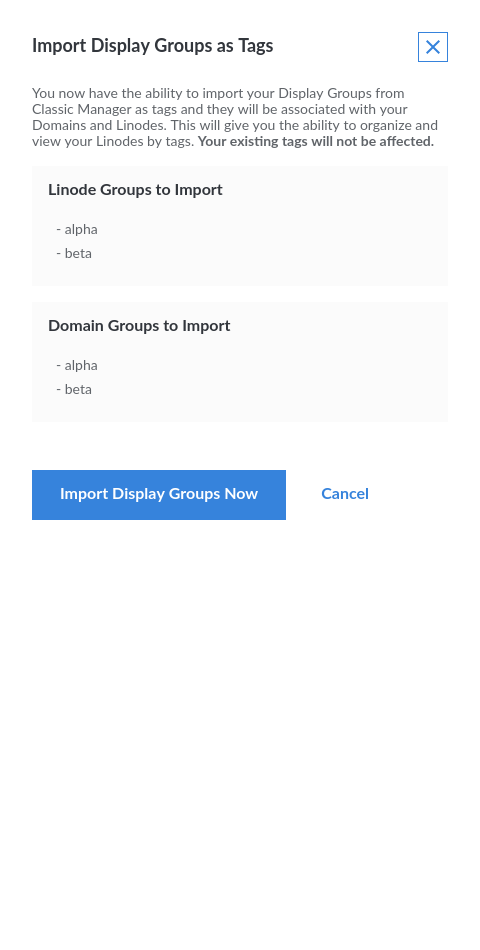 Import Display Groups as Tags
You now have the ability to import your Display Groups from
Classic Manager as tags and they will be associated with your
Domains and Linodes. This will give you the ability to organize and
view your Linodes by tags. Your existing tags will not be affected.
Linode Groups to Import
- alpha
- beta
Domain Groups to Import
- alpha
- beta
Import Display Groups Now
Cancel